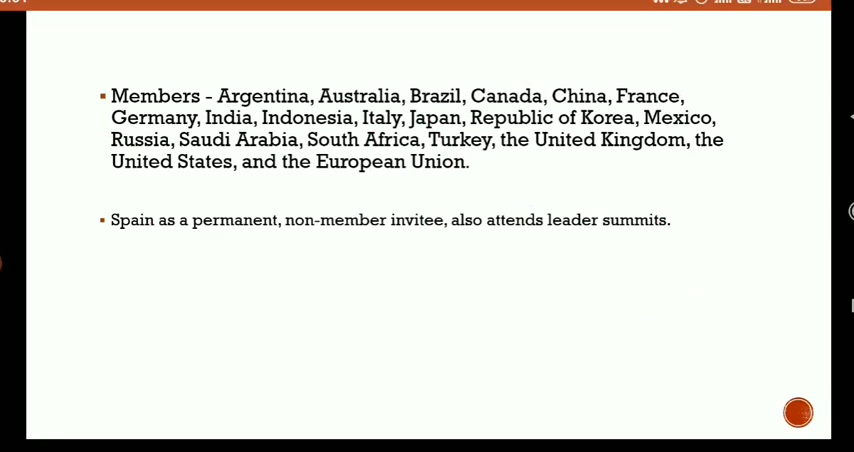 Members - Argentina, Australia, Brazil, Canada, China, France,
Germany, India, Indonesia, Italy, Japan, Republic of Korea, Mexico,
Russia, Saudi Arabia, South Africa, Turkey, the United Kingdom, the
United States, and the European Union.
Spain as a permanent, non-member invitee, also attends leader summits.